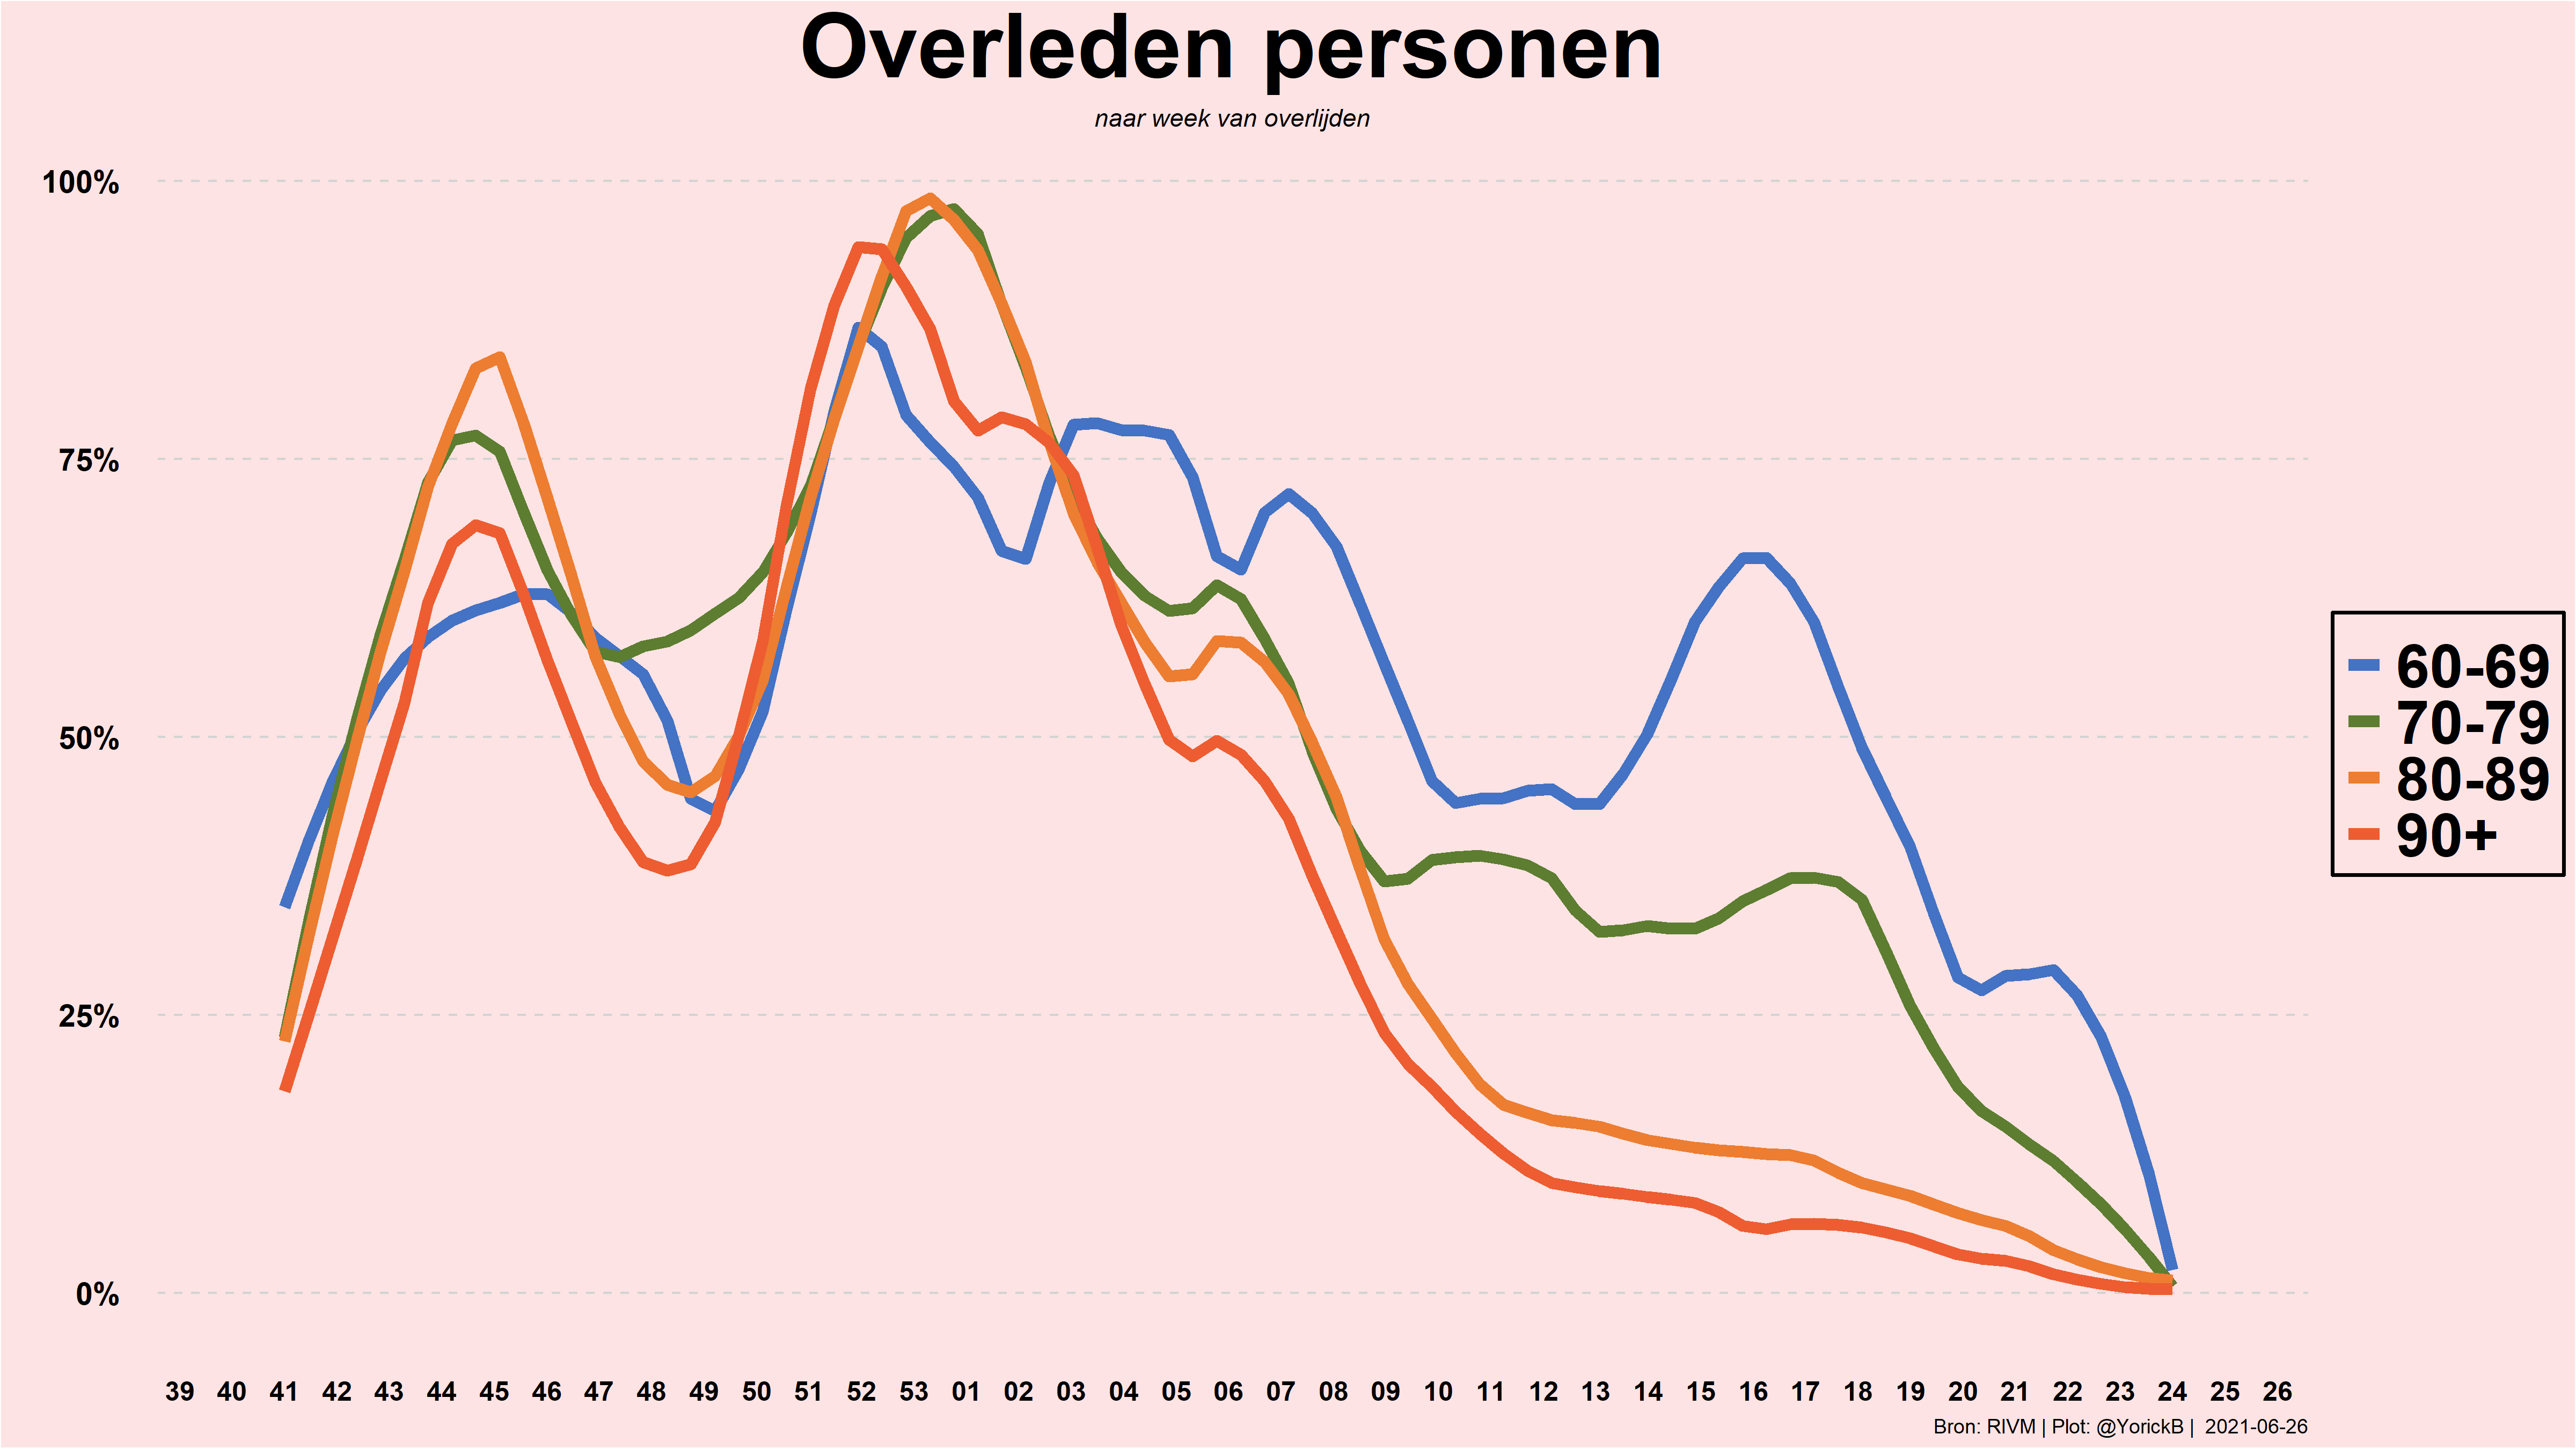 Overleden personen
naar week van overlijden
100%
75%
50%
25%
0%
60-69
70-79
80-89
90+
39 40 41 42 43 44 45 46 47 48 49 50 51 52 53 01 02 03 04 05 06 07 08 09 10 11 12 13 14 15 16 17 18 19 20 21 22 23 24 25 26
Bron: RIVM | Plot: @YorickB | 2021-06-26